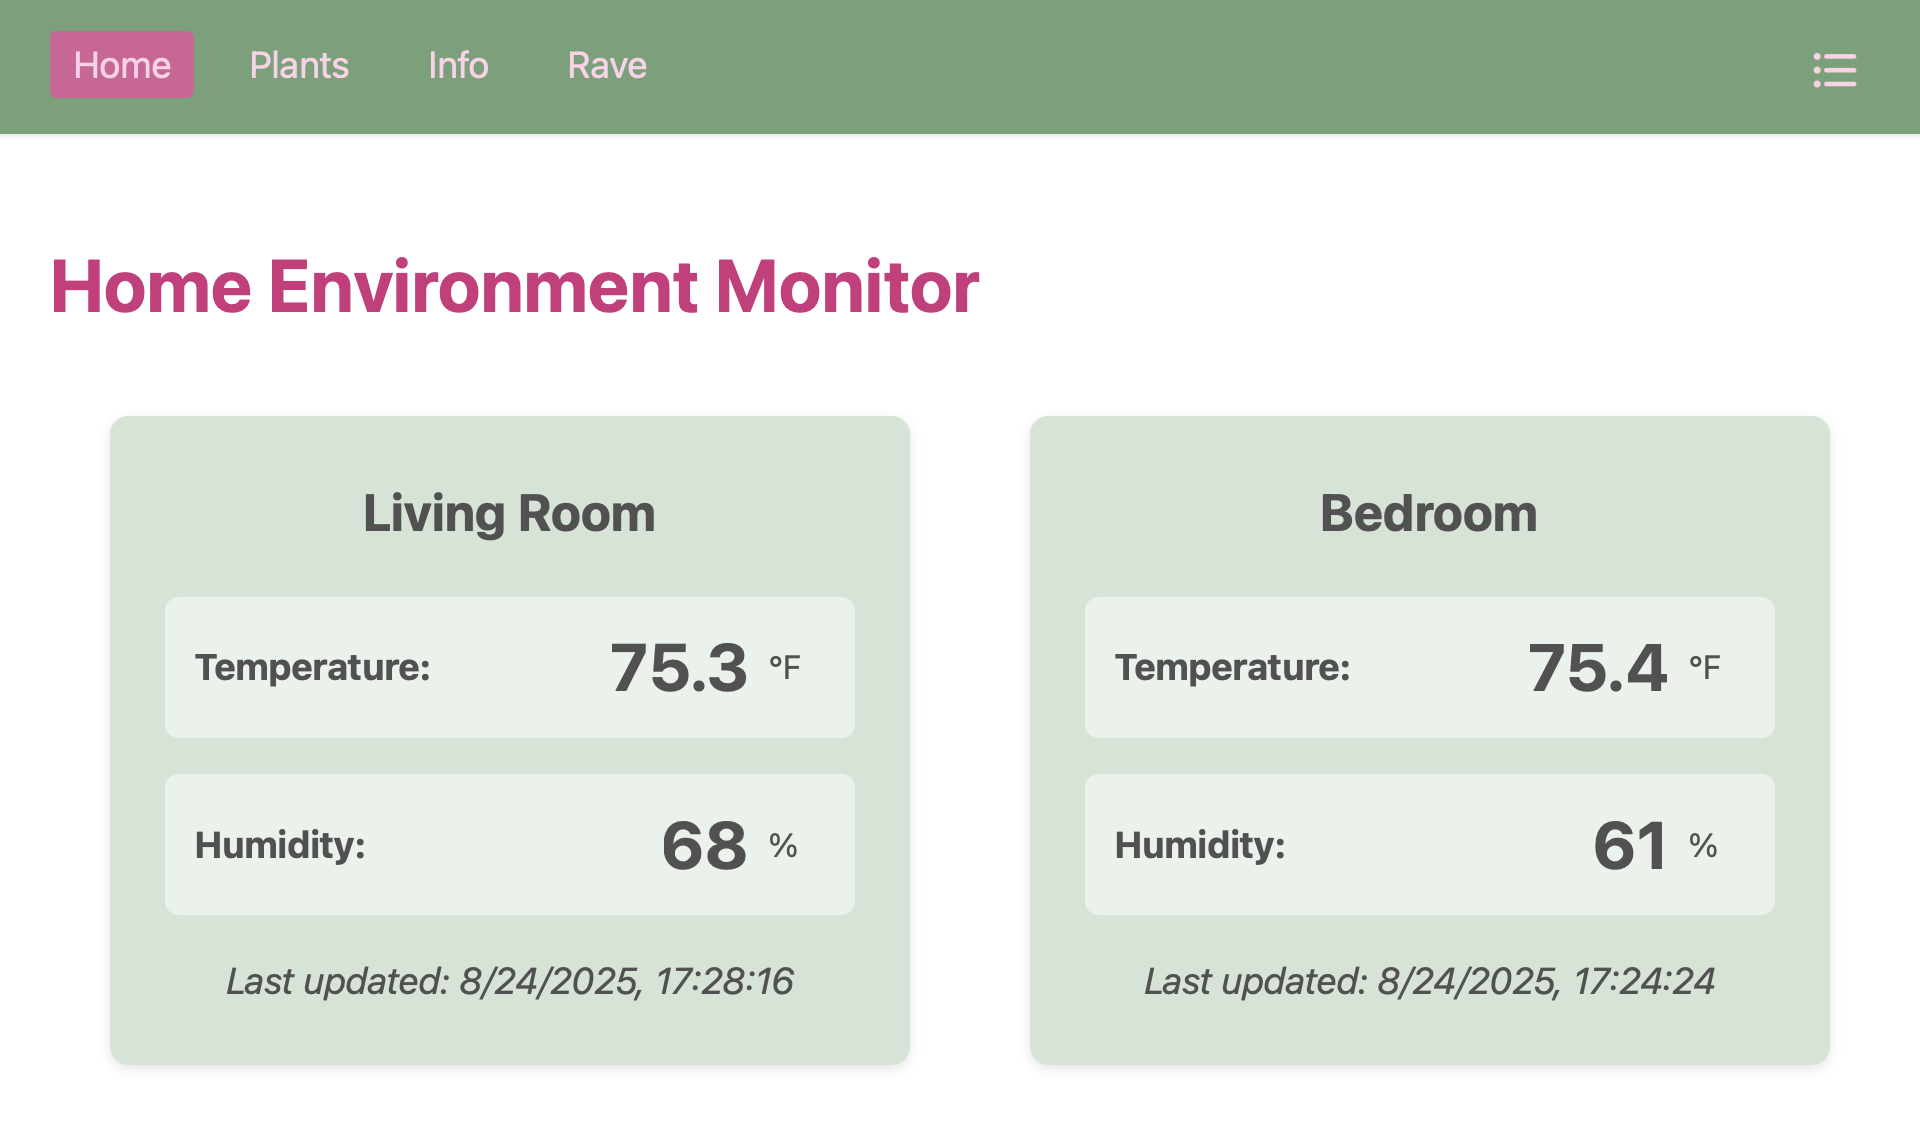 Home Plants Info Rave
Home Environment Monitor
Living Room
Temperature: 75.3 °F
Humidity: 68 %
Last updated: 8/24/2025, 17:28:16
Bedroom
Temperature: 75.4 °F
Humidity: 61 %
Last updated: 8/24/2025, 17:24:24